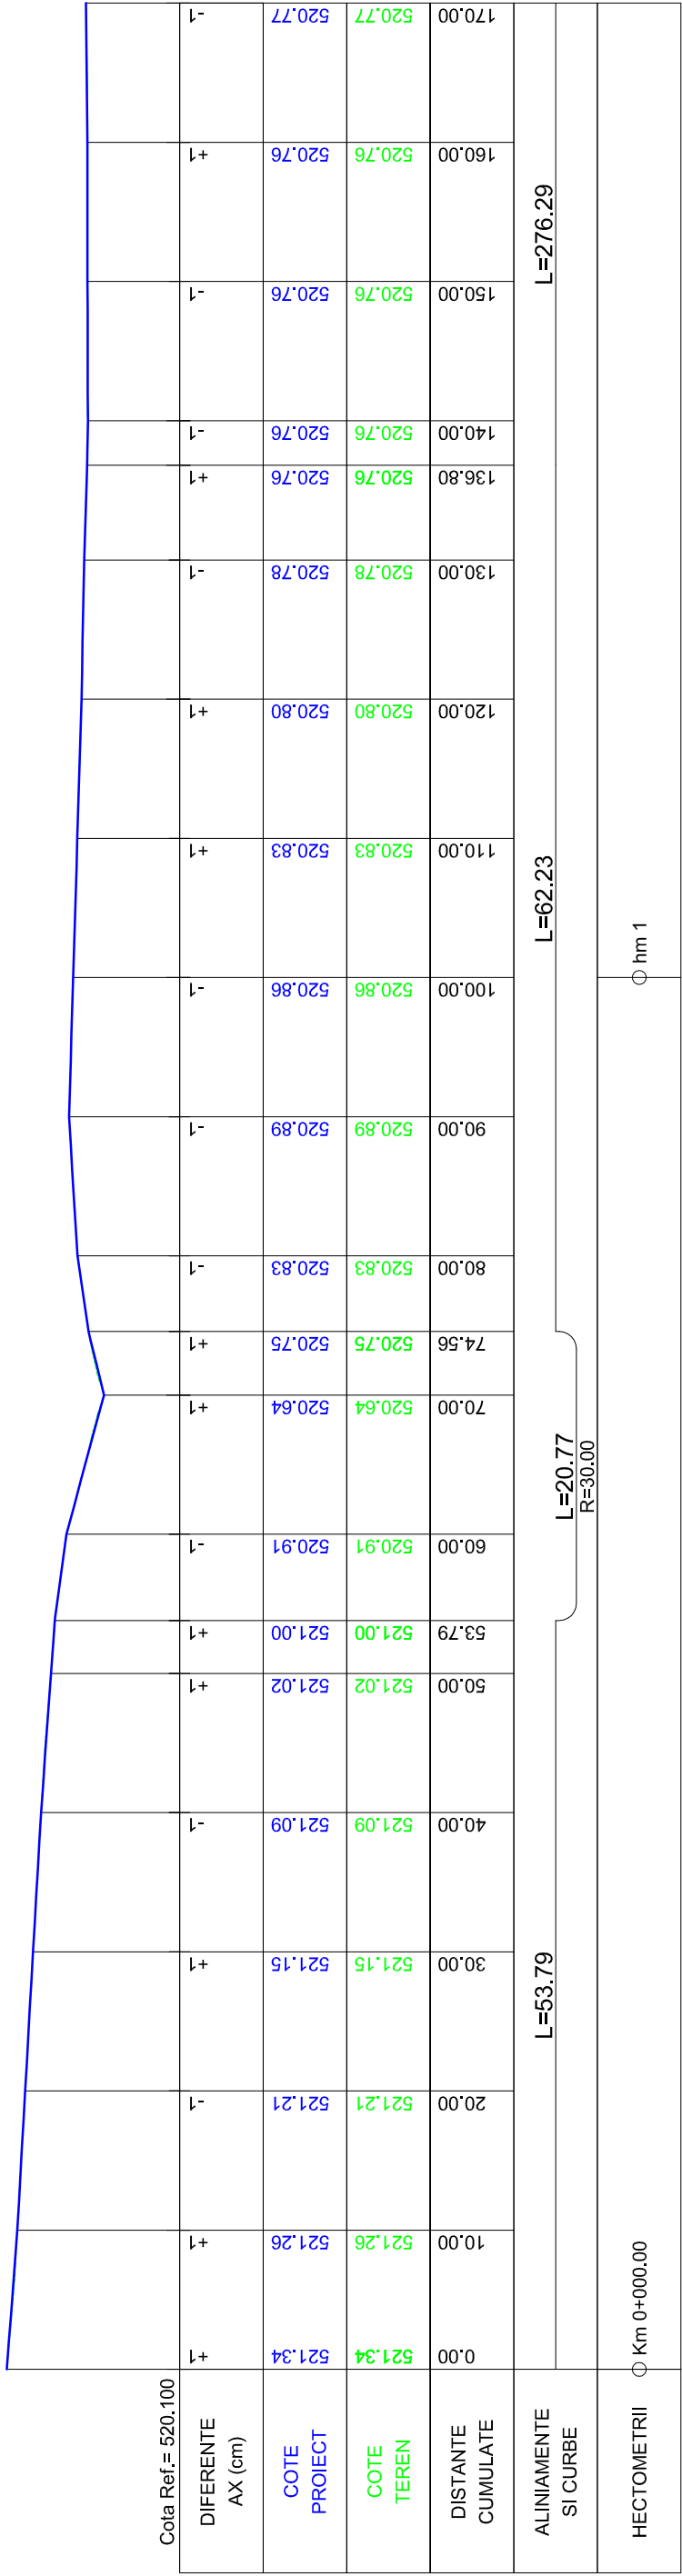 Cota Ref.= 520.100
DIFERENTE
AX (cm)
+1 +1 -1 +1 -1 +1 +1 -1 +1 +1 -1 -1 -1 +1 +1 -1 +1 -1 -1 +1 -1
COTE
PROIECT
521.34 521.26 521.21 521.15 521.09 521.02 521.00 520.91 520.64 520.75 520.83 520.89 520.86 520.83 520.80 520.78 520.76 520.76 520.76 520.76 520.77
COTE
TEREN
521.34 521.26 521.21 521.15 521.09 521.02 521.00 520.91 520.64 520.75 520.83 520.89 520.86 520.83 520.80 520.78 520.76 520.76 520.76 520.76 520.77
DISTANTE
CUMULATE
0.00 10.00 20.00 30.00 40.00 50.00 53.79 60.00 70.00 74.56 80.00 90.00 100.00 110.00 120.00 130.00 136.80 140.00 150.00 160.00 170.00
ALINIAMENTE
SI CURBE
L=53.79
L=20.77
R=30.00
L=62.23
L=276.29
HECTOMETRII
Km 0+000.00
hm 1